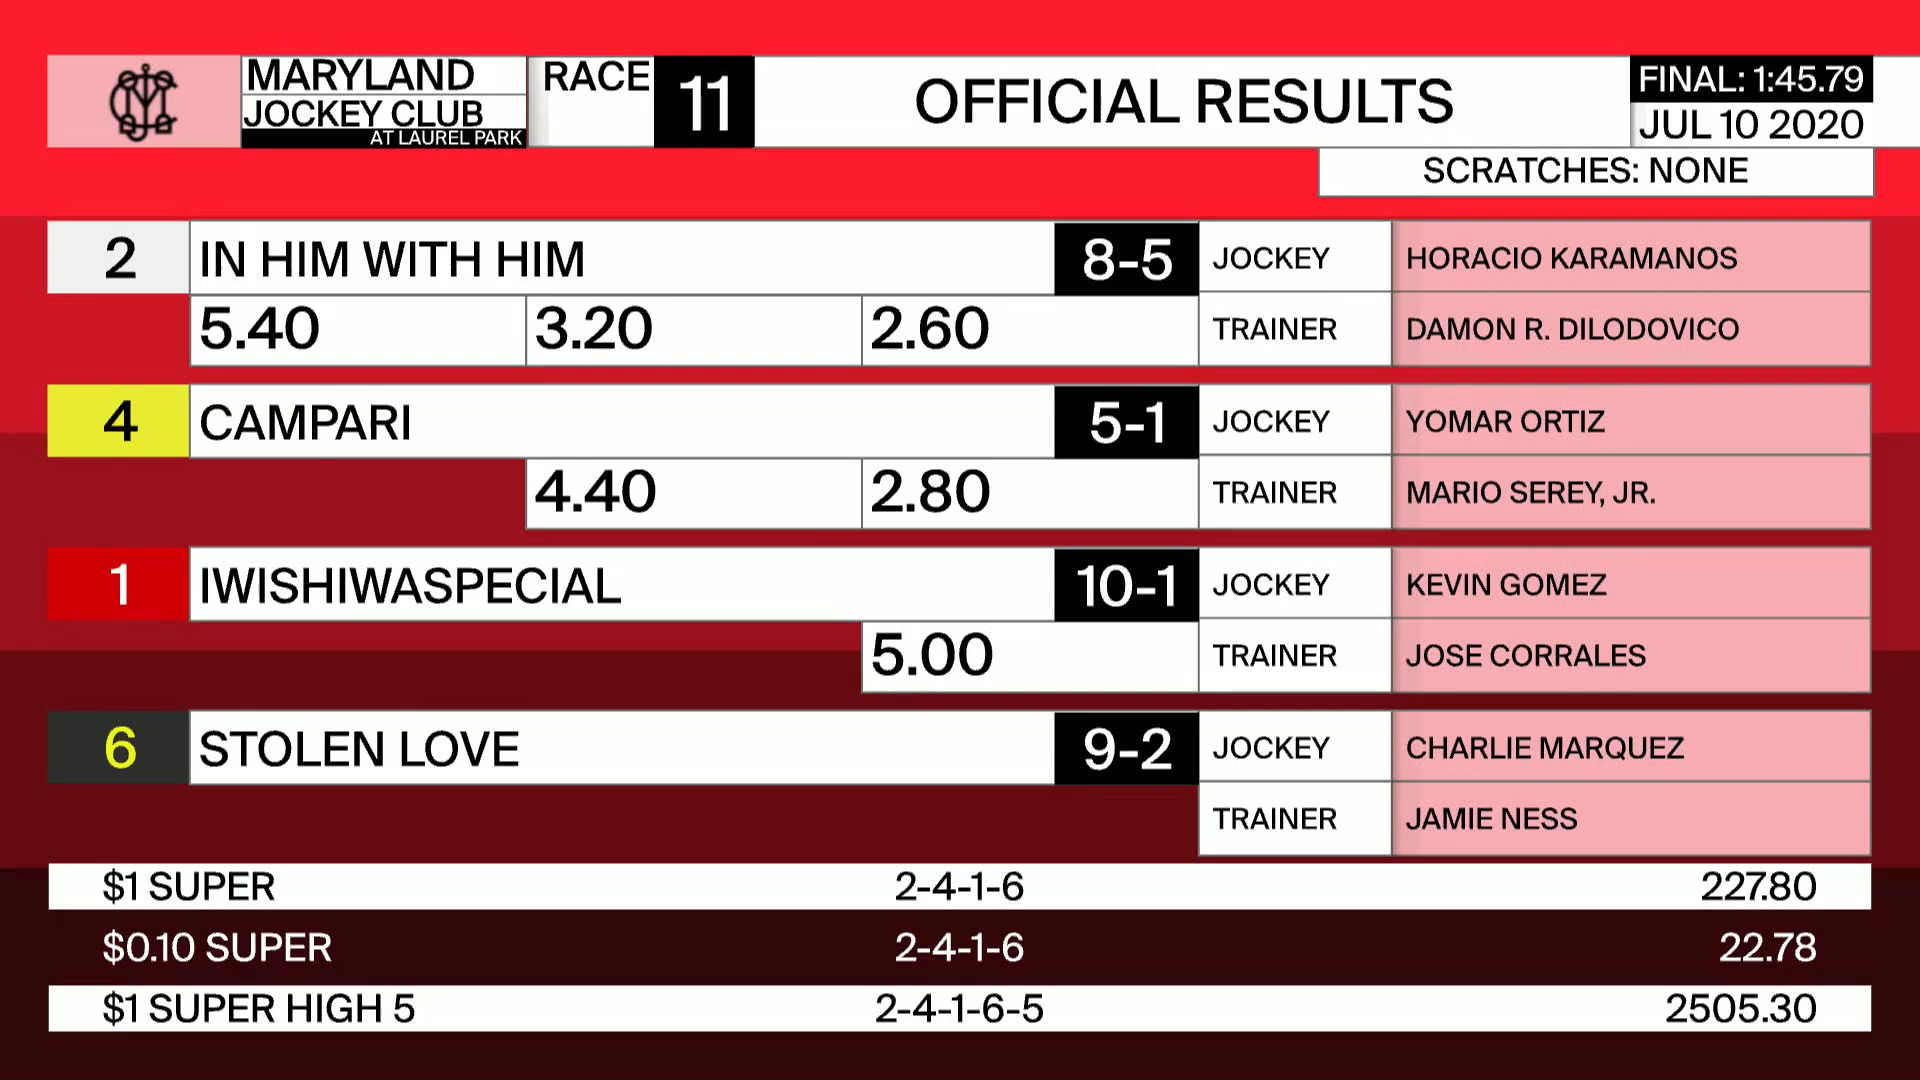 MARYLAND
JOCKEY CLUB
AT LAUREL PARK
RACE 11
OFFICIAL RESULTS
FINAL: 1:45.79
JUL 10 2020
SCRATCHES: NONE
2 IN HIM WITH HIM 8-5 JOCKEY HORACIO KARAMANOS
5.40 3.20 2.60 TRAINER DAMON R. DILODOVICO
4 CAMPARI 5-1 JOCKEY YOMAR ORTIZ
4.40 2.80 TRAINER MARIO SEREY, JR.
1 IWISHIWASPECIAL 10-1 JOCKEY KEVIN GOMEZ
5.00 TRAINER JOSE CORRALES
6 STOLEN LOVE 9-2 JOCKEY CHARLIE MARQUEZ
TRAINER JAMIE NESS
$1 SUPER 2-4-1-6 227.80
$0.10 SUPER 2-4-1-6 22.78
$1 SUPER HIGH 5 2-4-1-6-5 2505.30